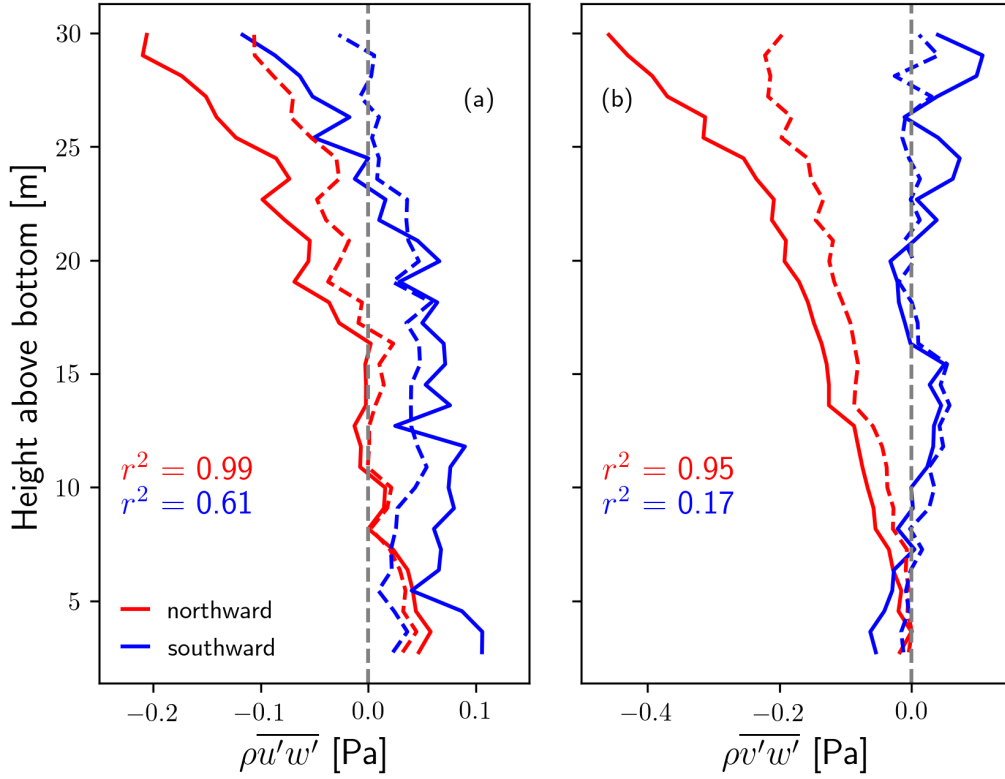 Height above bottom [m]
30
25
20
15
10
5
(a)
(b)
r² = 0.99
r² = 0.61
r² = 0.95
r² = 0.17
northward
southward
−0.2
−0.1
0.0
0.1
−0.4
−0.2
0.0
ρu′w′ [Pa]
ρv′w′ [Pa]